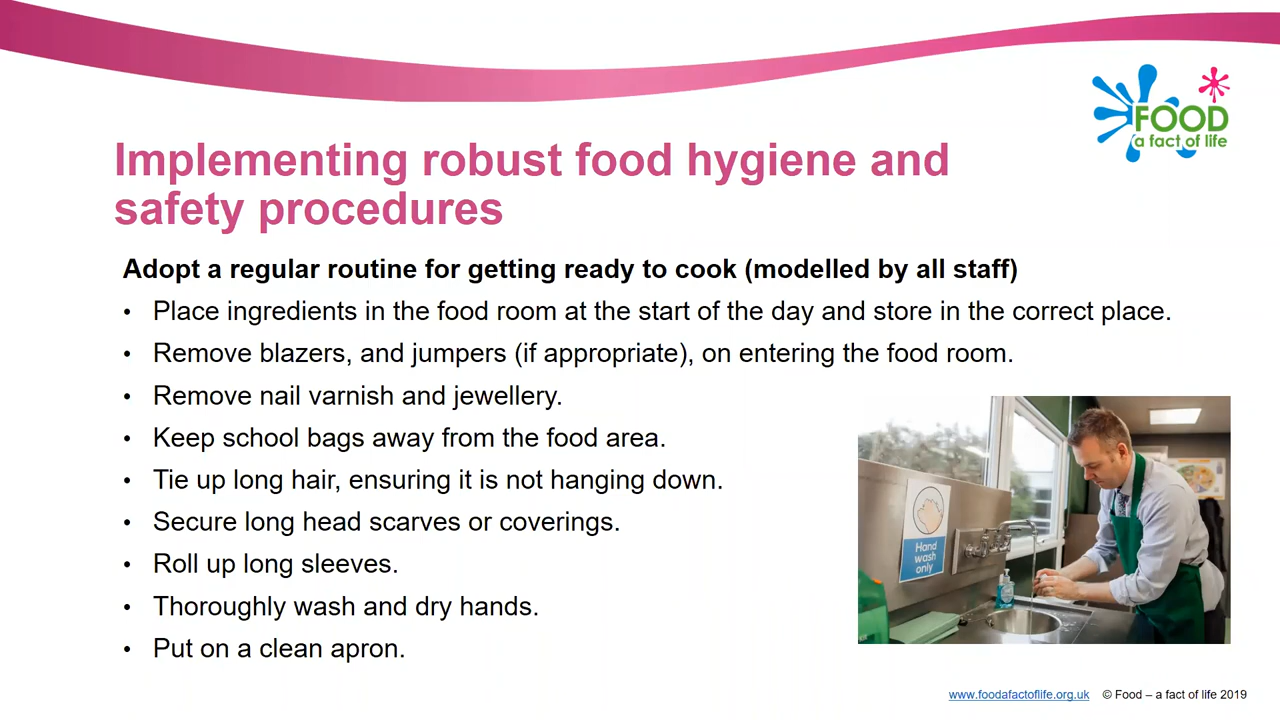 FOOD
a fact of life
Implementing robust food hygiene and
safety procedures
Adopt a regular routine for getting ready to cook (modelled by all staff)
• Place ingredients in the food room at the start of the day and store in the correct place.
• Remove blazers, and jumpers (if appropriate), on entering the food room.
• Remove nail varnish and jewellery.
• Keep school bags away from the food area.
• Tie up long hair, ensuring it is not hanging down.
• Secure long head scarves or coverings.
• Roll up long sleeves.
• Thoroughly wash and dry hands.
• Put on a clean apron.
Hand
wash
only
www.foodafactoflife.org.uk © Food – a fact of life 2019